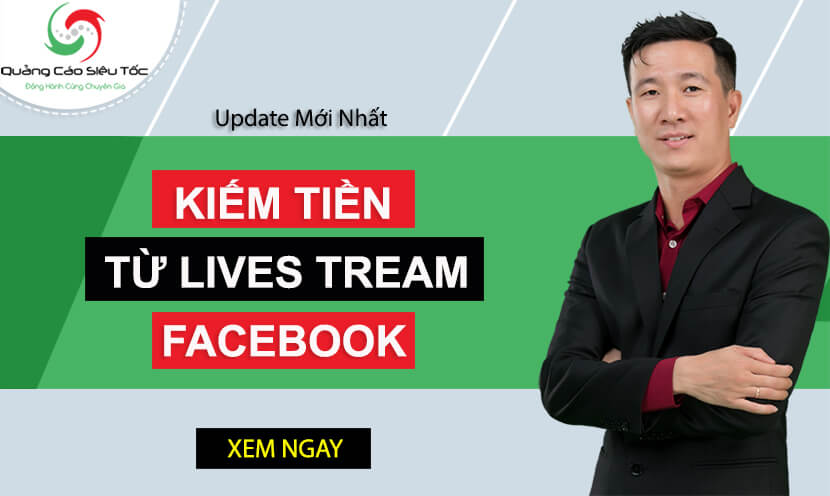 Quảng Cáo Siêu Tốc
Đồng Hành Cùng Chuyên Gia
Update Mới Nhất
KIẾM TIỀN
TỪ LIVES TREAM
FACEBOOK
XEM NGAY